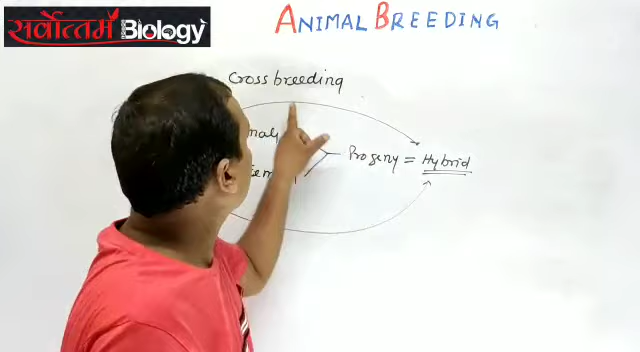 सर्वोत्तम Biology
ANIMAL BREEDING
Cross breeding
Progeny = Hybrid